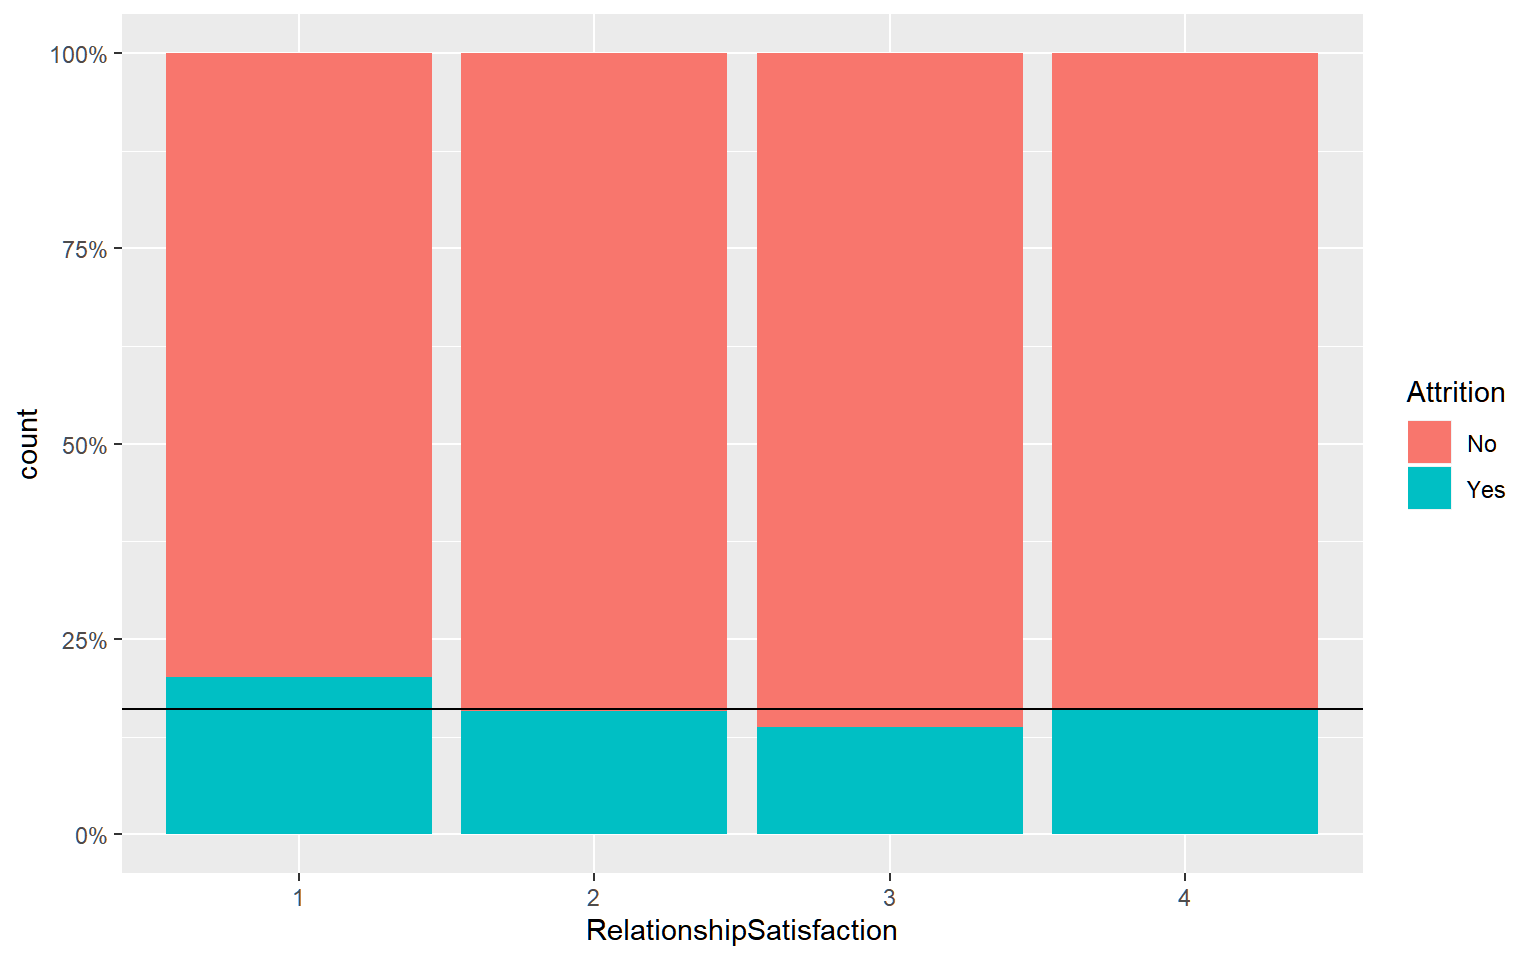 100%
75%
50%
25%
0%
count
1 2 3 4
RelationshipSatisfaction
Attrition
No
Yes